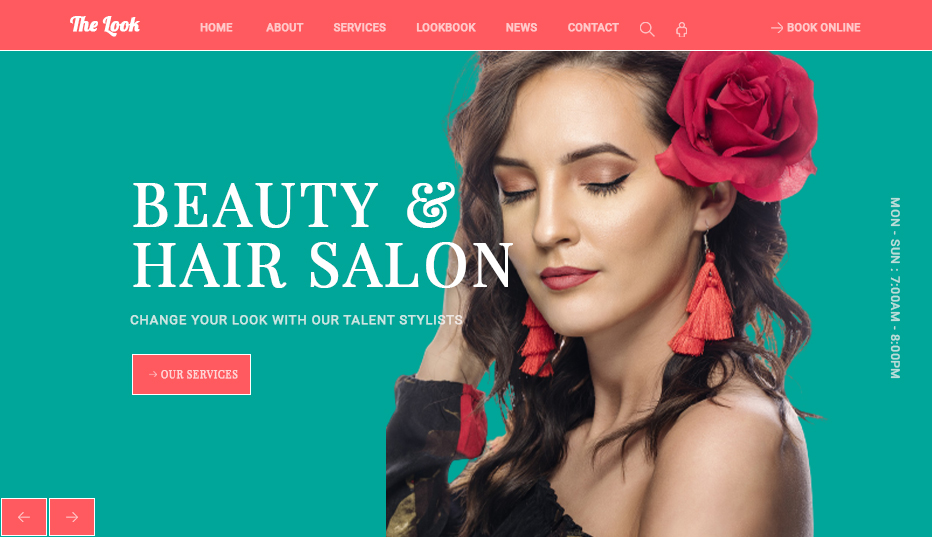 The Look
HOME ABOUT SERVICES LOOKBOOK NEWS CONTACT
BOOK ONLINE
BEAUTY &
HAIR SALON
CHANGE YOUR LOOK WITH OUR TALENT STYLISTS
OUR SERVICES
MON - SUN : 7:00AM - 8:00PM